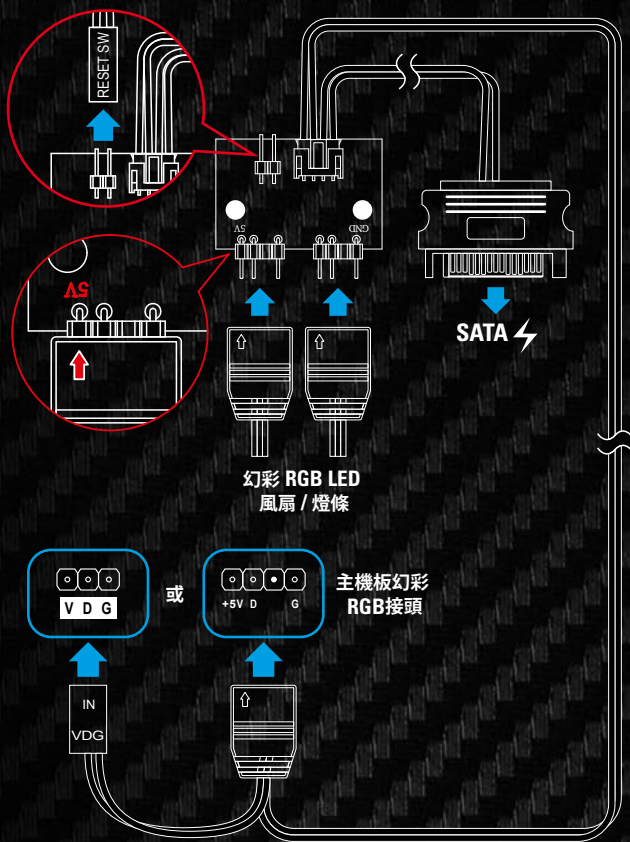 RESET SW
5V
GND
5V
SATA
幻彩 RGB LED
風扇 / 燈條
V D G
或
+5V D G
主機板幻彩
RGB接頭
IN
VDG